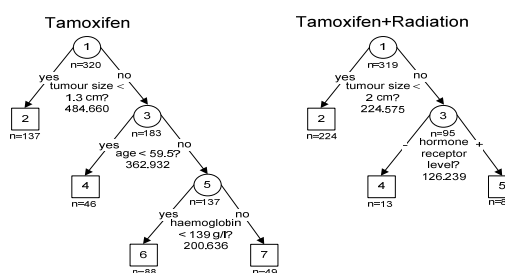 Tamoxifen
1
n=320
yes
no
tumour size <
1.3 cm?
484.660
2
n=137
3
n=183
yes
no
age < 59.5?
362.932
4
n=46
5
n=137
yes
no
haemoglobin
< 139 g/l?
200.636
6
n=88
7
n=49
Tamoxifen+Radiation
1
n=319
yes
no
tumour size <
2 cm?
224.575
2
n=224
3
n=95
-
+
hormone
receptor
level?
126.239
4
n=13
5